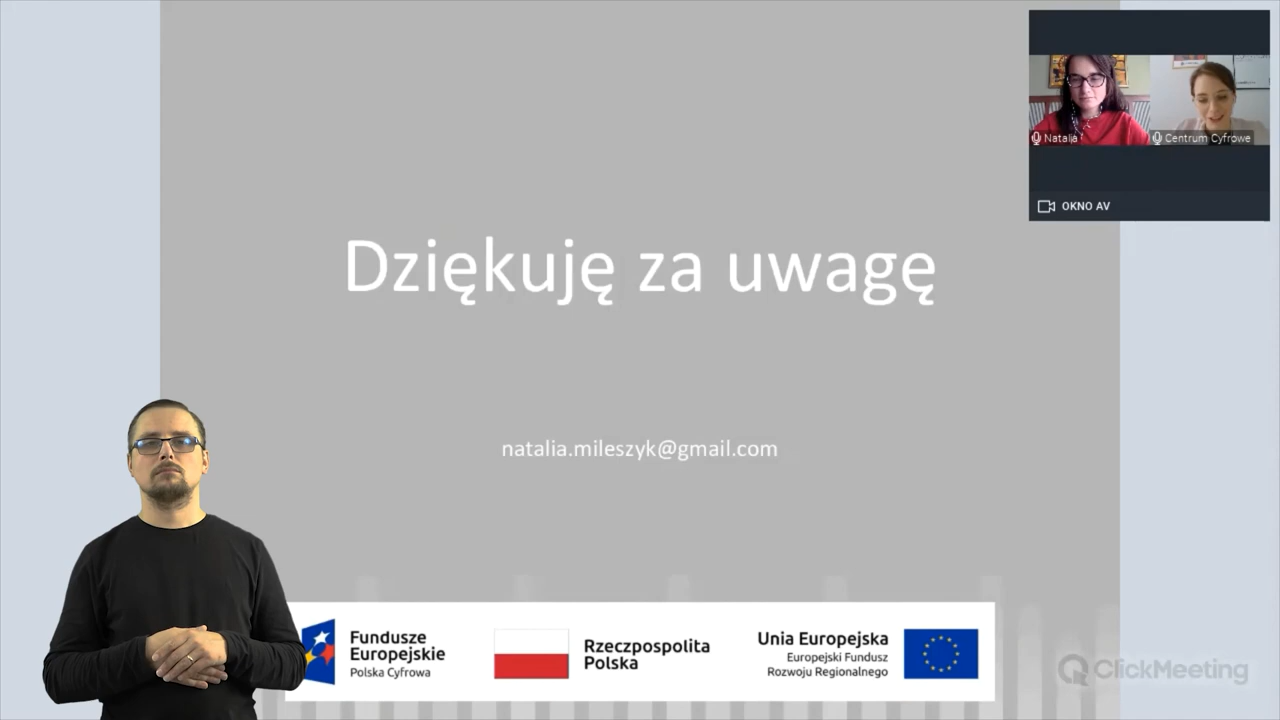 Natalia
Centrum Cyfrowe
OKNO AV
Dziękuję za uwagę
natalia.mileszyk@gmail.com
Fundusze
Europejskie
Polska Cyfrowa
Rzeczpospolita
Polska
Unia Europejska
Europejski Fundusz
Rozwoju Regionalnego
ClickMeeting